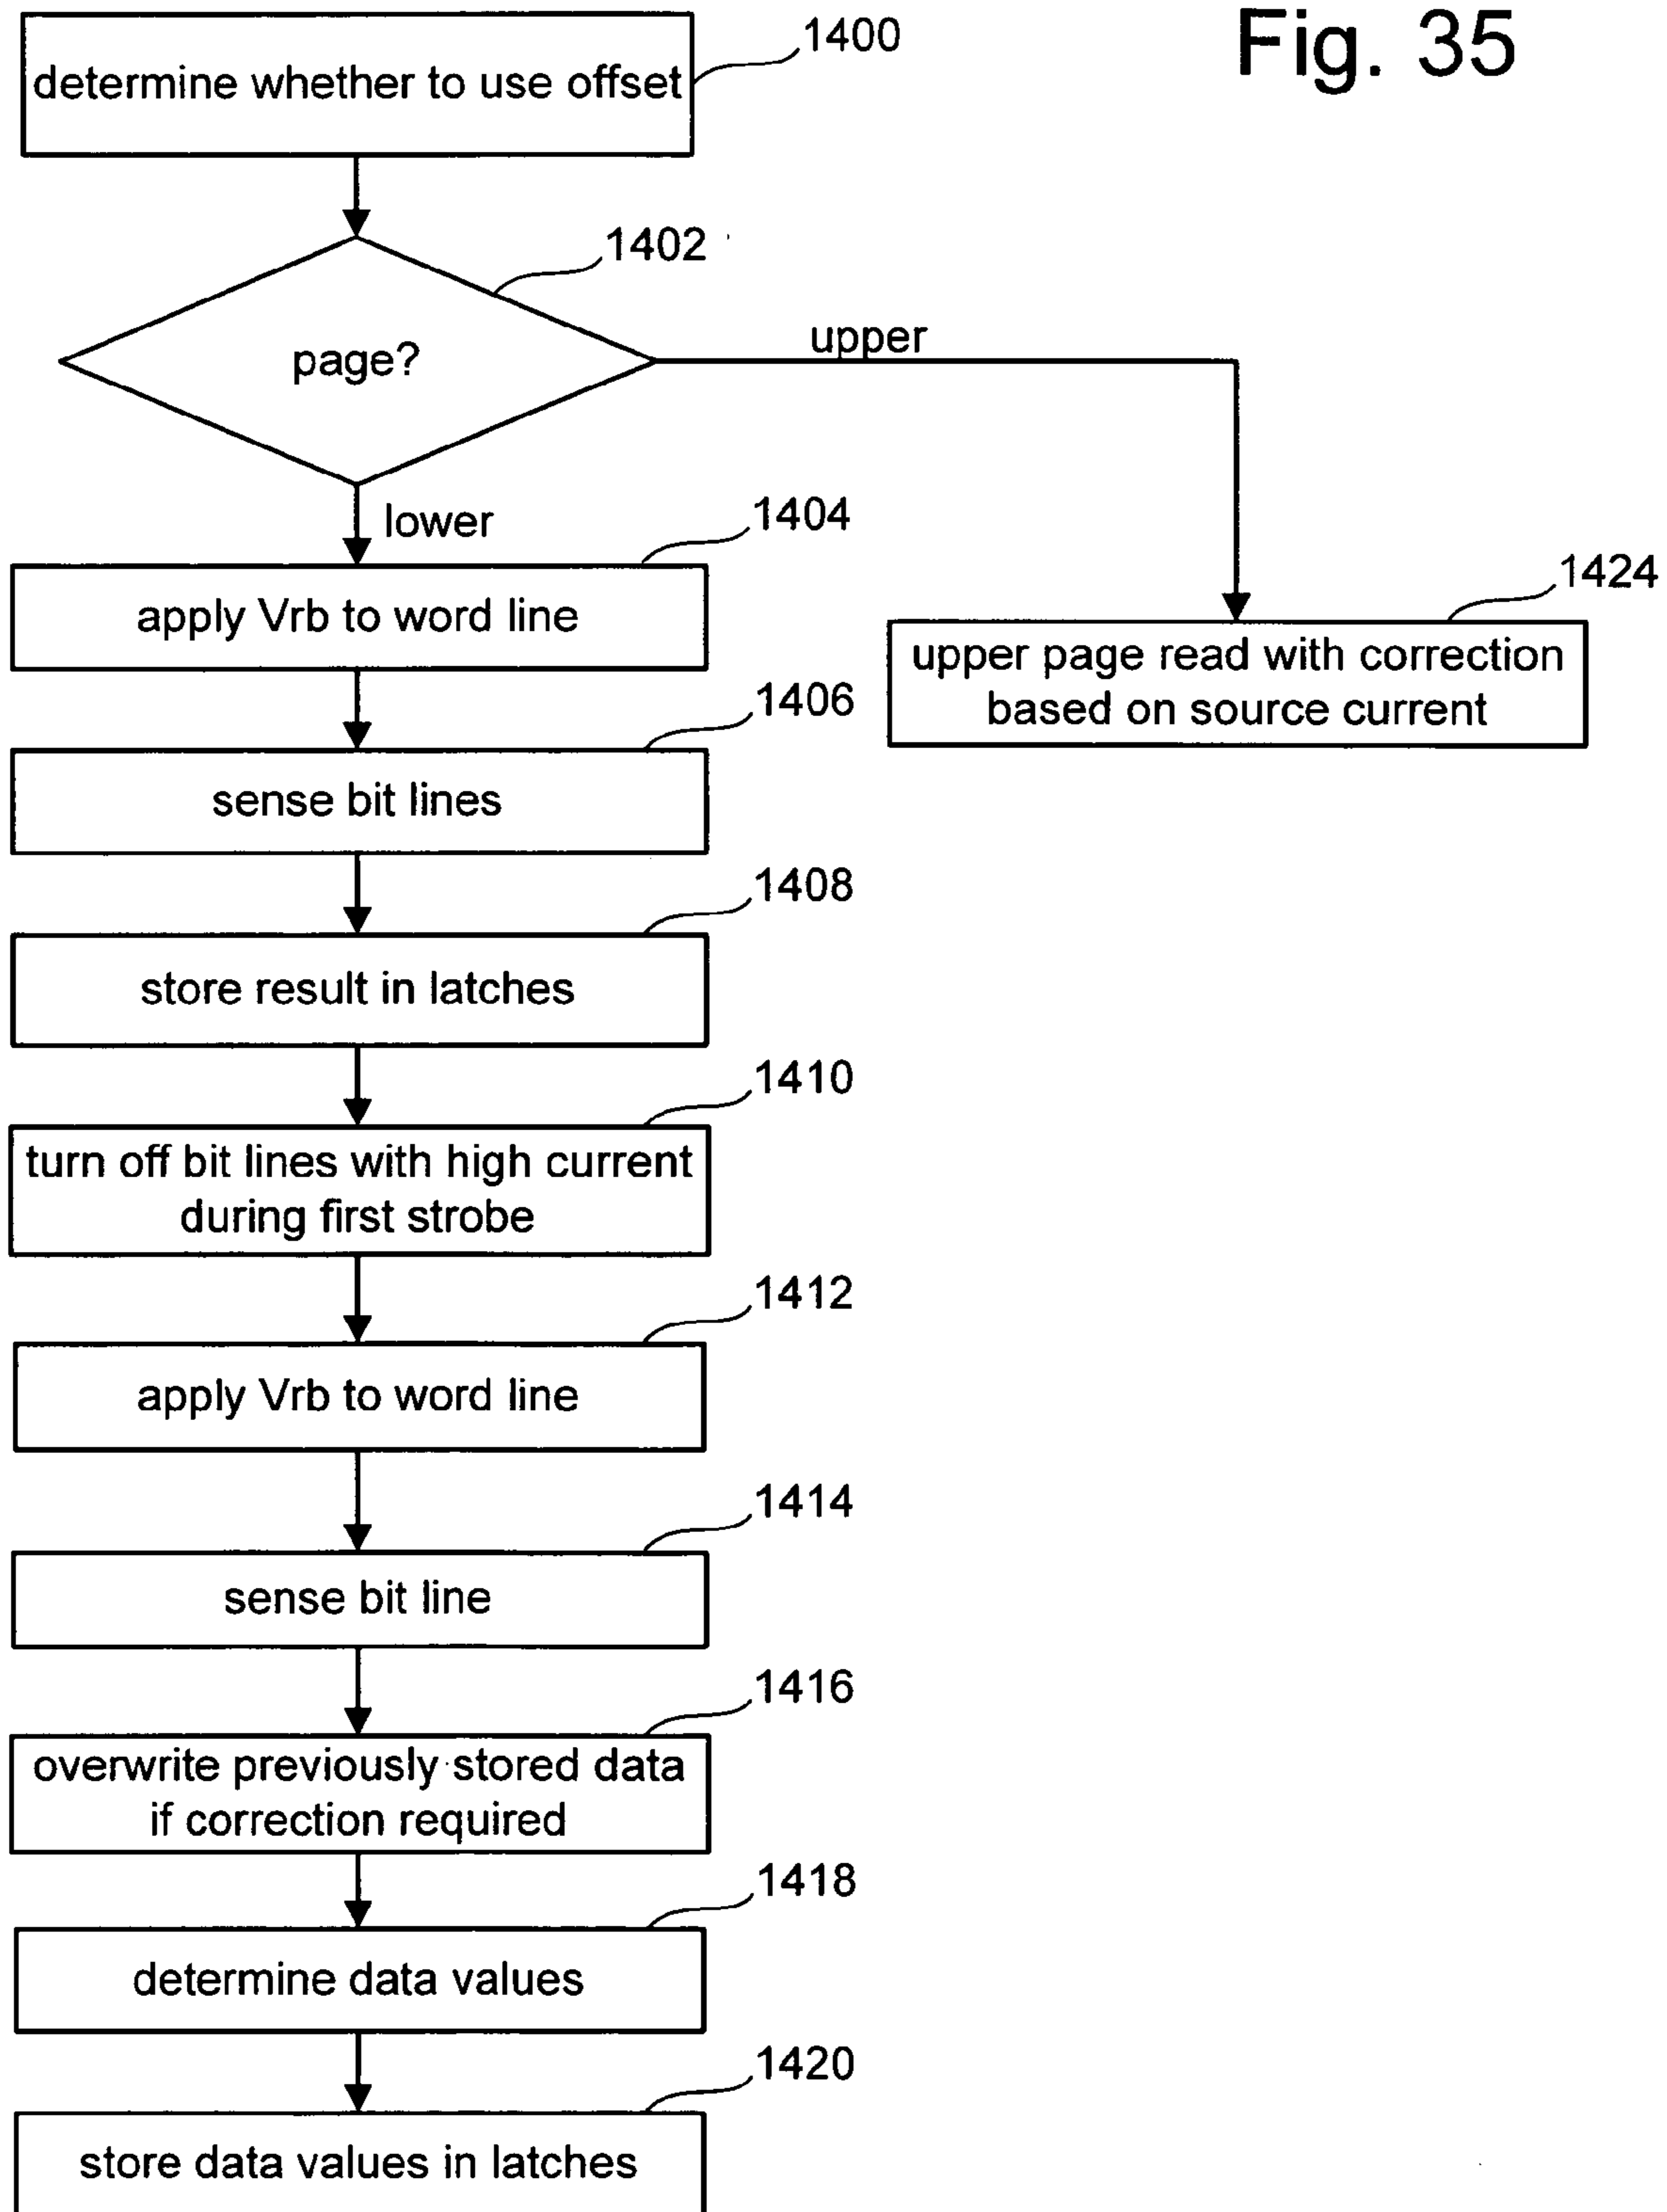 Fig. 35
1400
determine whether to use offset
1402
page?
upper
lower
1404
apply Vrb to word line
1424
upper page read with correction
based on source current
1406
sense bit lines
1408
store result in latches
1410
turn off bit lines with high current
during first strobe
1412
apply Vrb to word line
1414
sense bit line
1416
overwrite previously stored data
if correction required
1418
determine data values
1420
store data values in latches